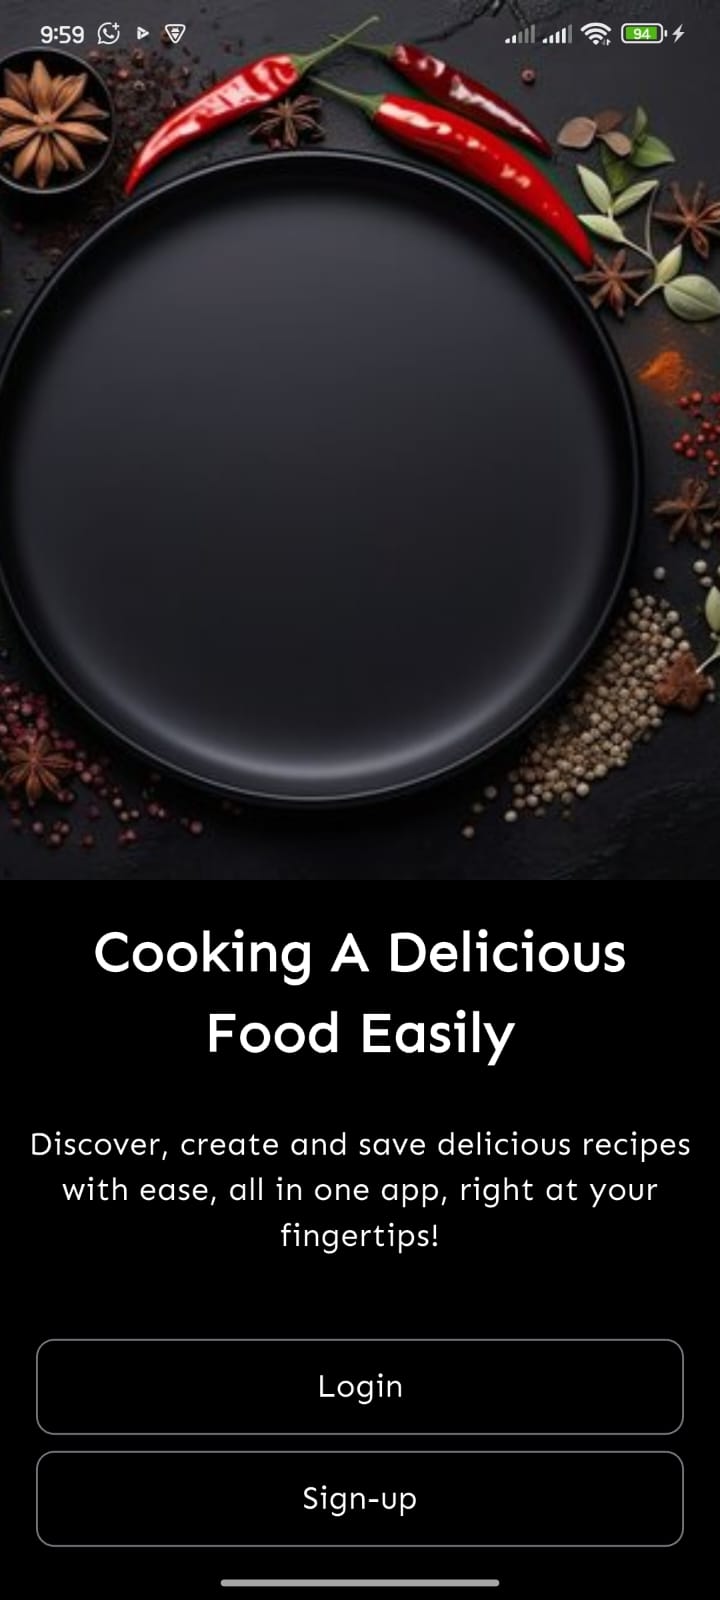 9:59
94
Cooking A Delicious
Food Easily
Discover, create and save delicious recipes
with ease, all in one app, right at your
fingertips!
Login
Sign-up